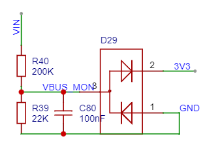 VIN
D29
R40
200K
2
3V3
VBUS_MON
3
R39
22K
C80
100nF
1
GND